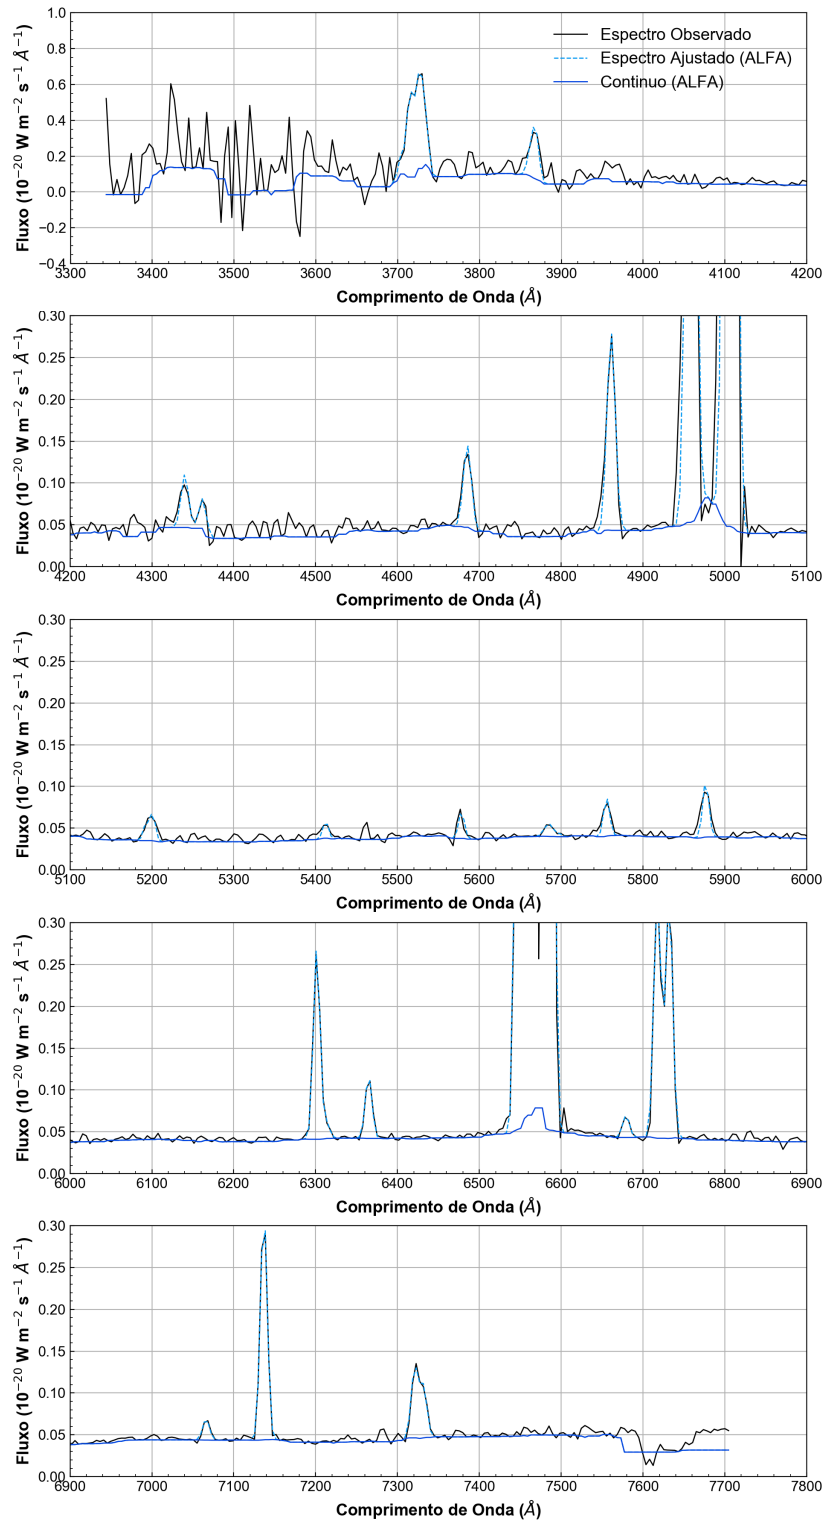 1.0
0.8
0.6
0.4
0.2
0.0
−0.2
−0.4
Fluxo (10⁻²⁰ W m⁻² s⁻¹ Å⁻¹)
Espectro Observado
Espectro Ajustado (ALFA)
Continuo (ALFA)
3300 3400 3500 3600 3700 3800 3900 4000 4100 4200
Comprimento de Onda (Å)
0.30
0.25
0.20
0.15
0.10
0.05
0.00
Fluxo (10⁻²⁰ W m⁻² s⁻¹ Å⁻¹)
4200 4300 4400 4500 4600 4700 4800 4900 5000 5100
Comprimento de Onda (Å)
0.30
0.25
0.20
0.15
0.10
0.05
0.00
Fluxo (10⁻²⁰ W m⁻² s⁻¹ Å⁻¹)
5100 5200 5300 5400 5500 5600 5700 5800 5900 6000
Comprimento de Onda (Å)
0.30
0.25
0.20
0.15
0.10
0.05
0.00
Fluxo (10⁻²⁰ W m⁻² s⁻¹ Å⁻¹)
6000 6100 6200 6300 6400 6500 6600 6700 6800 6900
Comprimento de Onda (Å)
0.30
0.25
0.20
0.15
0.10
0.05
0.00
Fluxo (10⁻²⁰ W m⁻² s⁻¹ Å⁻¹)
6900 7000 7100 7200 7300 7400 7500 7600 7700 7800
Comprimento de Onda (Å)